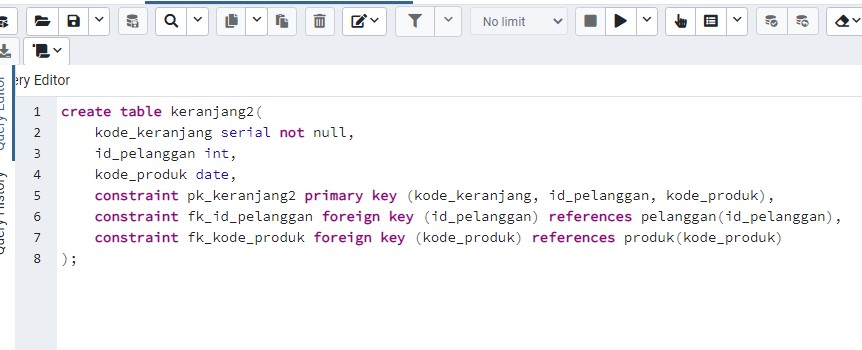 No limit
ery Editor
Query Editor
Query History
1 create table keranjang2(
2 kode_keranjang serial not null,
3 id_pelanggan int,
4 kode_produk date,
5 constraint pk_keranjang2 primary key (kode_keranjang, id_pelanggan, kode_produk),
6 constraint fk_id_pelanggan foreign key (id_pelanggan) references pelanggan(id_pelanggan),
7 constraint fk_kode_produk foreign key (kode_produk) references produk(kode_produk)
8 );